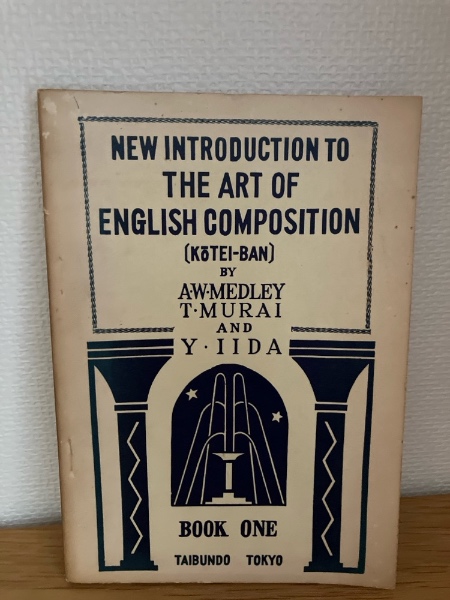 NEW INTRODUCTION TO
THE ART OF
ENGLISH COMPOSITION
(KōTEI-BAN)
BY
A·W·MEDLEY
T·MURAI
AND
Y·IIDA
BOOK ONE
TAIBUNDO TOKYO